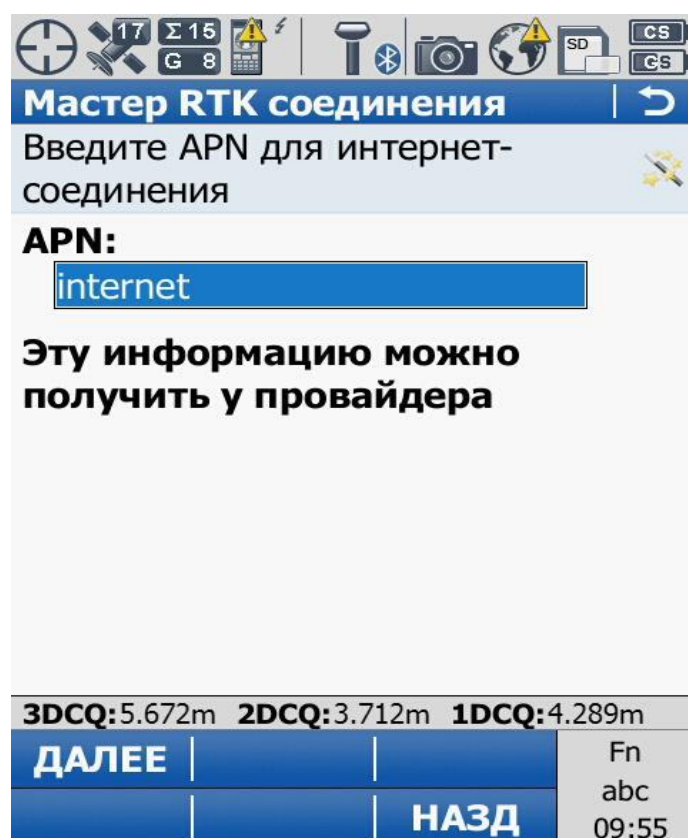 17 Σ 15
G 8
SD
CS
GS
Мастер RTK соединения
Введите APN для интернет-
соединения
APN:
internet
Эту информацию можно
получить у провайдера
3DCQ:5.672m 2DCQ:3.712m 1DCQ:4.289m
ДАЛЕЕ
Fn
abc
НАЗД
09:55